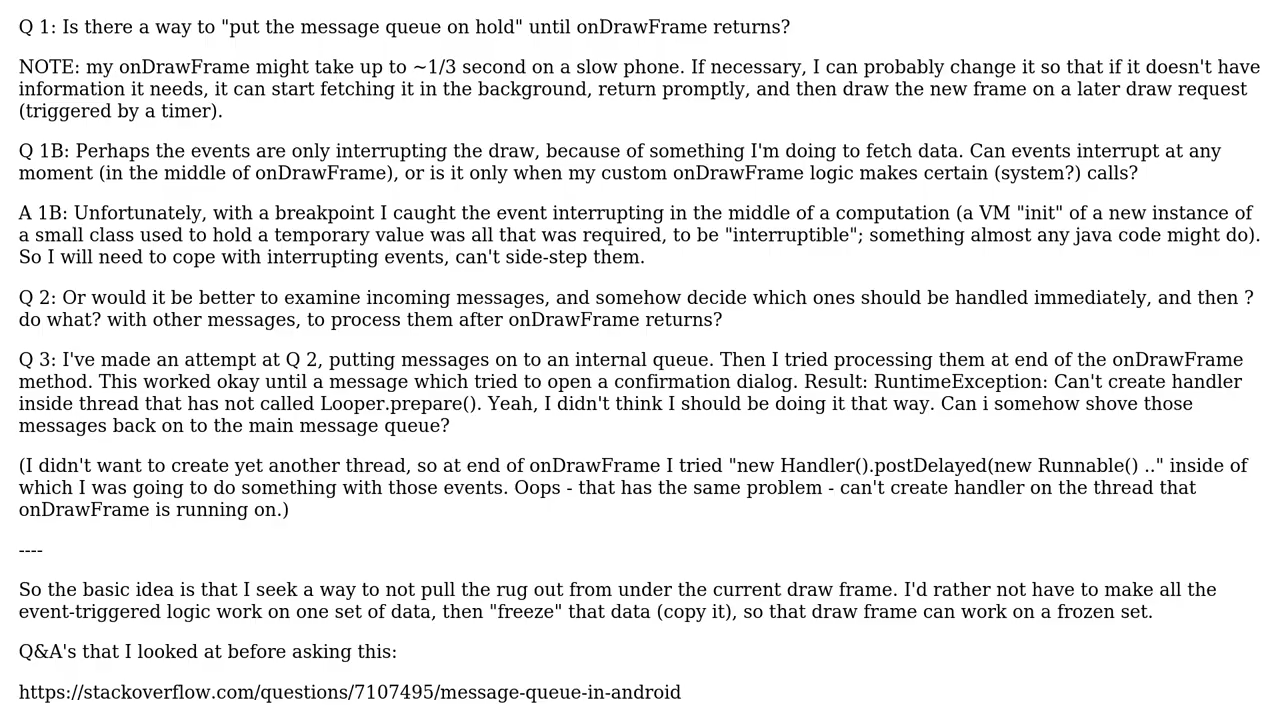 Q 1: Is there a way to "put the message queue on hold" until onDrawFrame returns?
NOTE: my onDrawFrame might take up to ~1/3 second on a slow phone. If necessary, I can probably change it so that if it doesn't have
information it needs, it can start fetching it in the background, return promptly, and then draw the new frame on a later draw request
(triggered by a timer).
Q 1B: Perhaps the events are only interrupting the draw, because of something I'm doing to fetch data. Can events interrupt at any
moment (in the middle of onDrawFrame), or is it only when my custom onDrawFrame logic makes certain (system?) calls?
A 1B: Unfortunately, with a breakpoint I caught the event interrupting in the middle of a computation (a VM "init" of a new instance of
a small class used to hold a temporary value was all that was required, to be "interruptible"; something almost any java code might do).
So I will need to cope with interrupting events, can't side-step them.
Q 2: Or would it be better to examine incoming messages, and somehow decide which ones should be handled immediately, and then ?
do what? with other messages, to process them after onDrawFrame returns?
Q 3: I've made an attempt at Q 2, putting messages on to an internal queue. Then I tried processing them at end of the onDrawFrame
method. This worked okay until a message which tried to open a confirmation dialog. Result: RuntimeException: Can't create handler
inside thread that has not called Looper.prepare(). Yeah, I didn't think I should be doing it that way. Can i somehow shove those
messages back on to the main message queue?
(I didn't want to create yet another thread, so at end of onDrawFrame I tried "new Handler().postDelayed(new Runnable() .." inside of
which I was going to do something with those events. Oops - that has the same problem - can't create handler on the thread that
onDrawFrame is running on.)
----
So the basic idea is that I seek a way to not pull the rug out from under the current draw frame. I'd rather not have to make all the
event-triggered logic work on one set of data, then "freeze" that data (copy it), so that draw frame can work on a frozen set.
Q&A's that I looked at before asking this:
https://stackoverflow.com/questions/7107495/message-queue-in-android